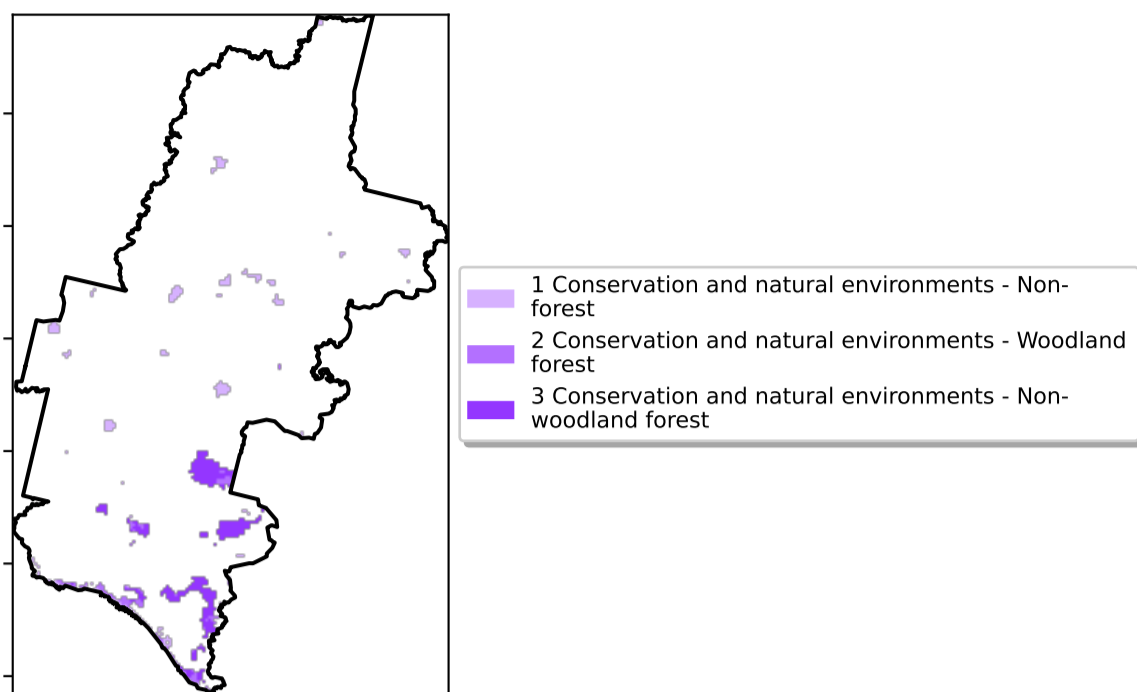 1 Conservation and natural environments - Non-
forest
2 Conservation and natural environments - Woodland
forest
3 Conservation and natural environments - Non-
woodland forest